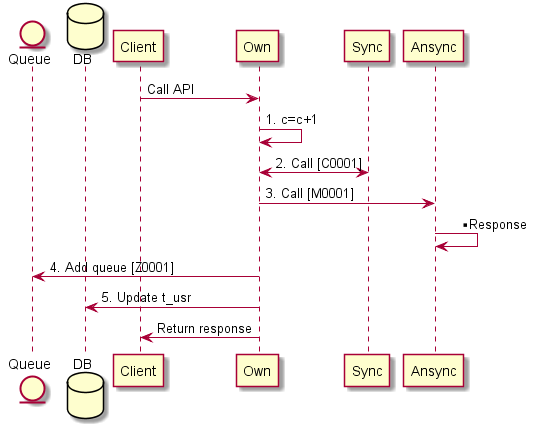 Queue DB Client Own Sync Ansync
Call API
1. c=c+1
2. Call [C0001]
3. Call [M0001]
Response
4. Add queue [Z0001]
5. Update t_usr
Return response
Queue DB Client Own Sync Ansync